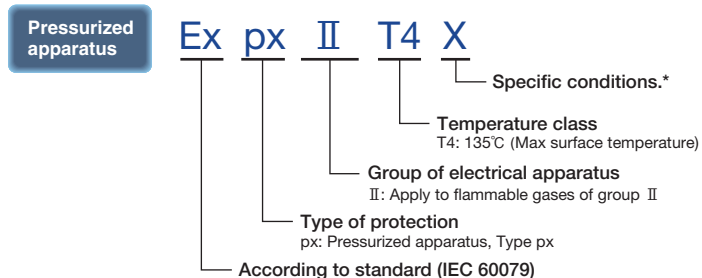 Pressurized
apparatus
Ex px Ⅱ T4 X
Specific conditions.*
Temperature class
T4: 135℃ (Max surface temperature)
Group of electrical apparatus
Ⅱ: Apply to flammable gases of group Ⅱ
Type of protection
px: Pressurized apparatus, Type px
According to standard (IEC 60079)